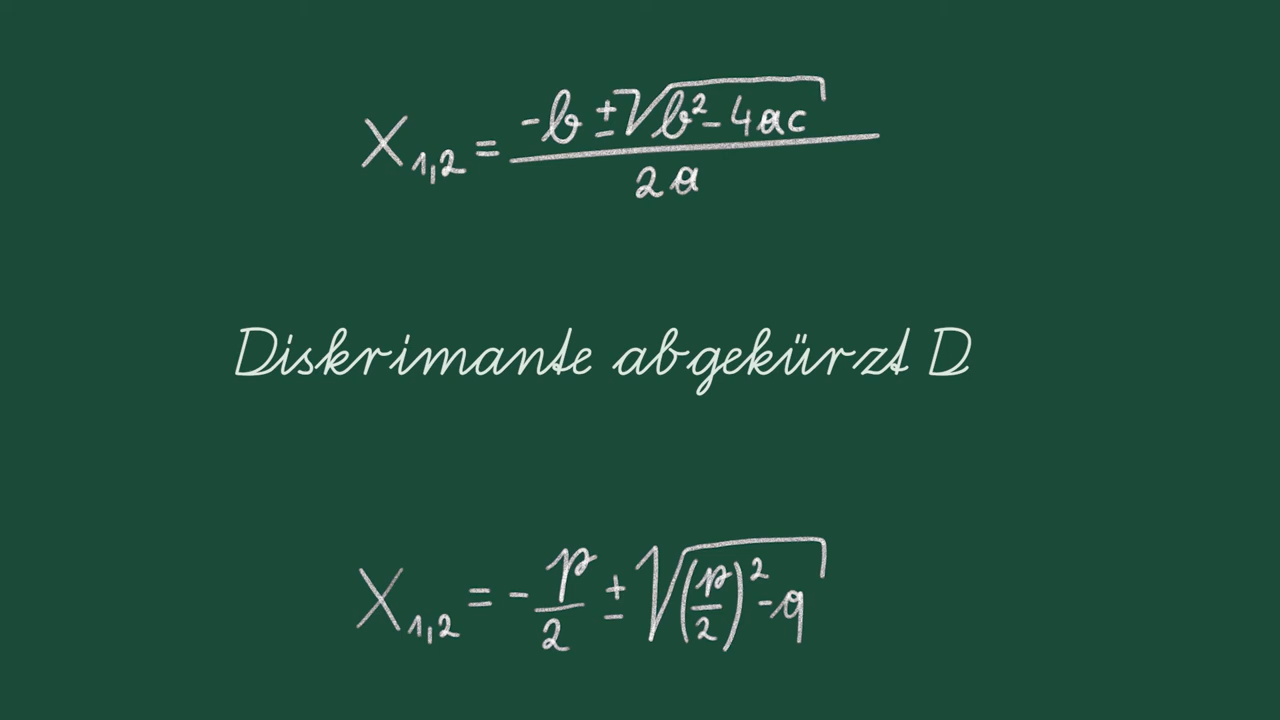 X₁,₂ = (-b ± √(b² - 4ac)) / 2a
Diskrimante abgekürzt D
X₁,₂ = - p/2 ± √((p/2)² - q)